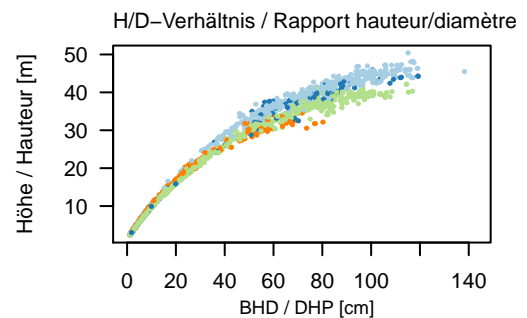 H/D−Verhältnis / Rapport hauteur/diamètre
Höhe / Hauteur [m]
50
40
30
20
10
0 20 40 60 80 100 140
BHD / DHP [cm]